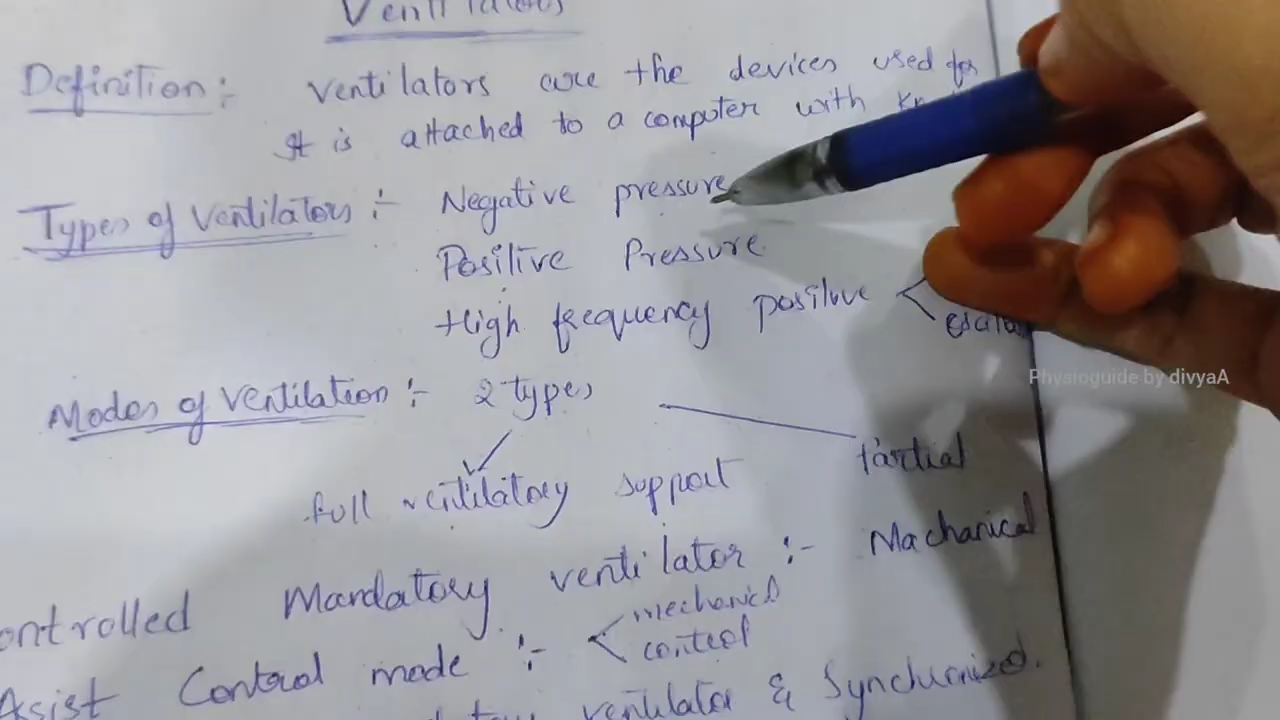 Ventilators
Definition :- Ventilators are the devices used for
It is attached to a computer with
Types of Ventilators :- Negative pressure
Positive Pressure
High frequency positive
Modes of Ventilation :- 2 types
Partial
full ventilatory support
ontrolled Mandatory ventilator :- Machanical
mechanical
Assist Control mode :- control
ventilator & Synchronized.
Physioguide by divyaA